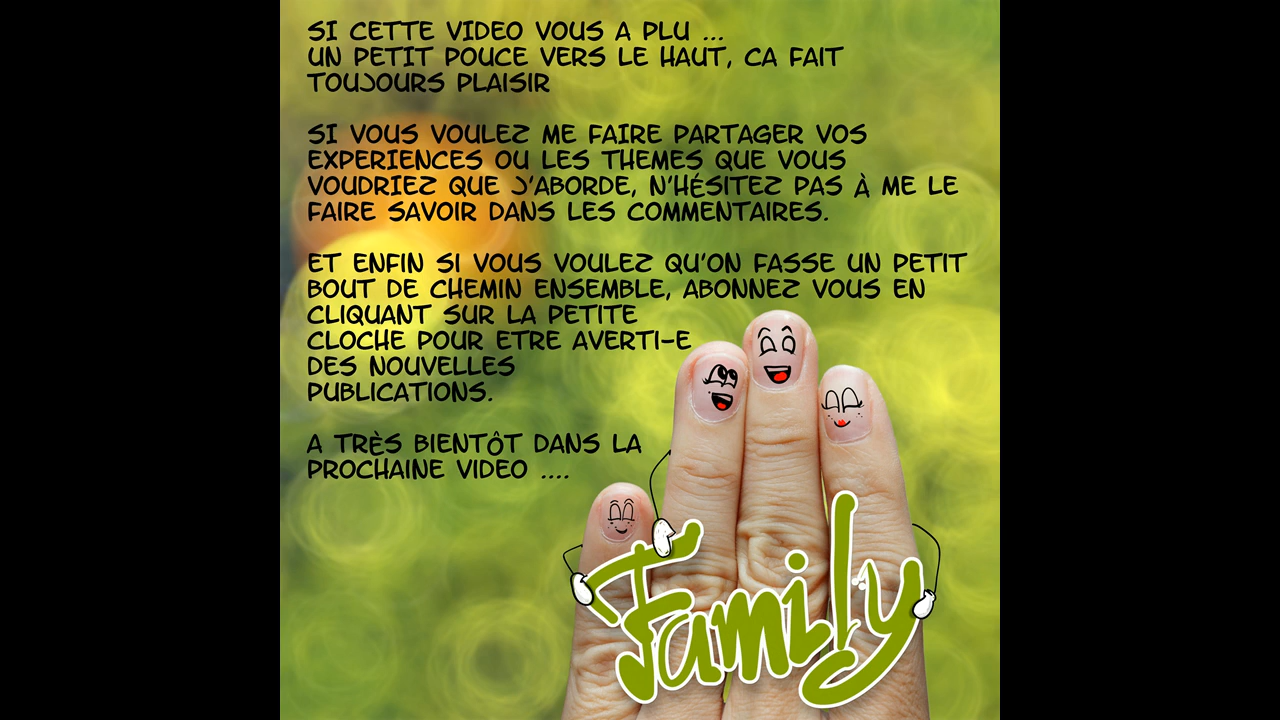 SI CETTE VIDEO VOUS A PLU ...
UN PETIT POUCE VERS LE HAUT, CA FAIT
TOUJOURS PLAISIR
SI VOUS VOULEZ ME FAIRE PARTAGER VOS
EXPERIENCES OU LES THEMES QUE VOUS
VOUDRIEZ QUE J'ABORDE, N'HÉSITEZ PAS À ME LE
FAIRE SAVOIR DANS LES COMMENTAIRES.
ET ENFIN SI VOUS VOULEZ QU'ON FASSE UN PETIT
BOUT DE CHEMIN ENSEMBLE, ABONNEZ VOUS EN
CLIQUANT SUR LA PETITE
CLOCHE POUR ETRE AVERTI-E
DES NOUVELLES
PUBLICATIONS.
A TRÈS BIENTÔT DANS LA
PROCHAINE VIDEO ....
Family